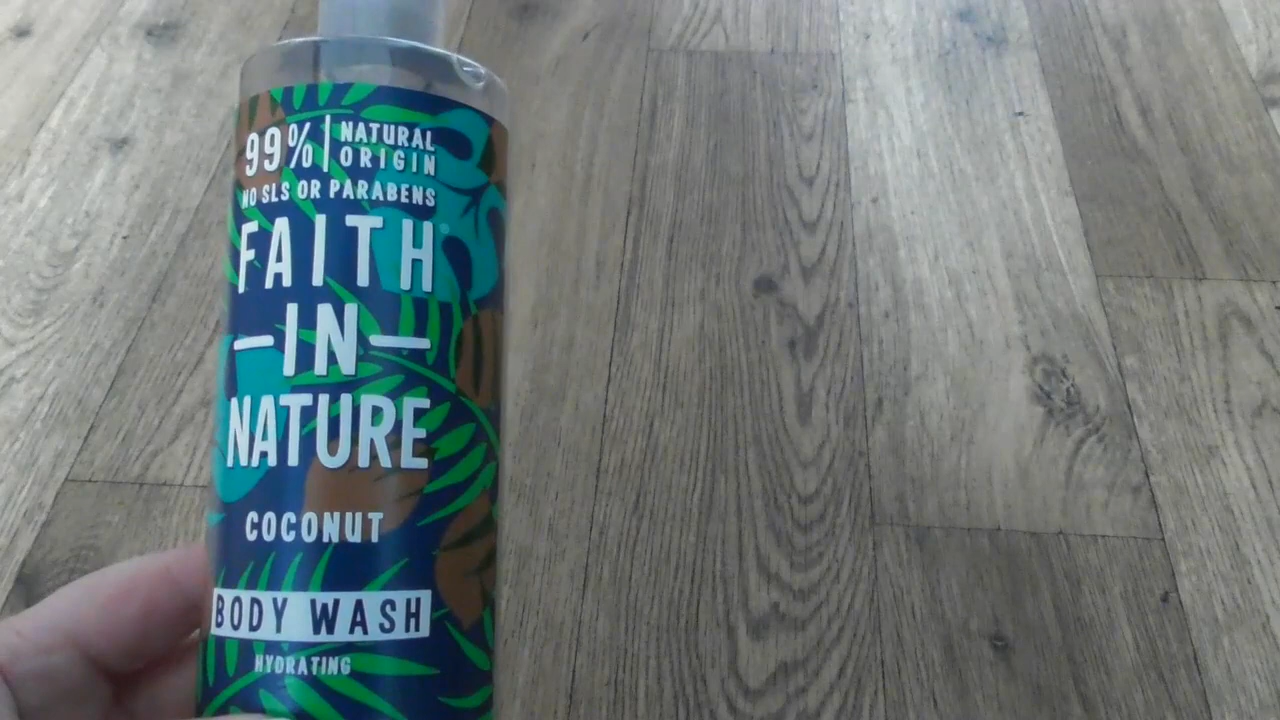 99% | NATURAL ORIGIN
NO SLS OR PARABENS
FAITH®
—IN—
NATURE
COCONUT
BODY WASH
HYDRATING